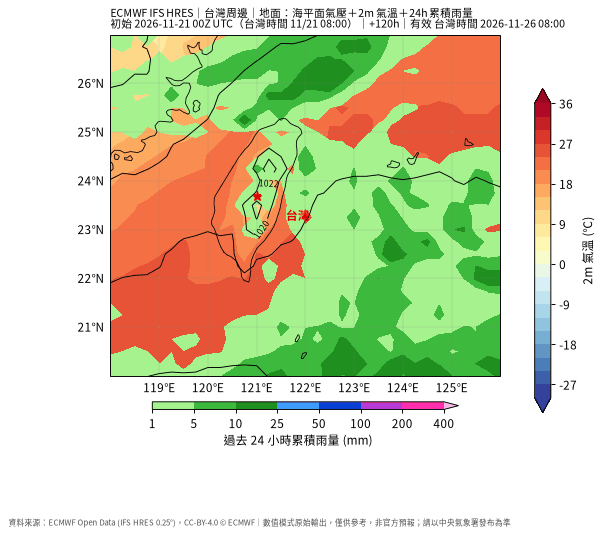 ECMWF IFS HRES｜台灣周邊｜地面：海平面氣壓＋2m 氣溫＋24h 累積雨量
初始 2026-11-21 00Z UTC（台灣時間 11/21 08:00）｜+120h｜有效 台灣時間 2026-11-26 08:00
26°N
25°N
24°N
23°N
22°N
21°N
1022
1020
台灣
119°E 120°E 121°E 122°E 123°E 124°E 125°E
36
27
18
9
0
-9
-18
-27
2m 氣溫 (°C)
1 5 10 25 50 100 200 400
過去 24 小時累積雨量 (mm)
資料來源：ECMWF Open Data (IFS HRES 0.25°)，CC-BY-4.0 © ECMWF｜數值模式原始輸出，僅供參考，非官方預報；請以中央氣象署發布為準